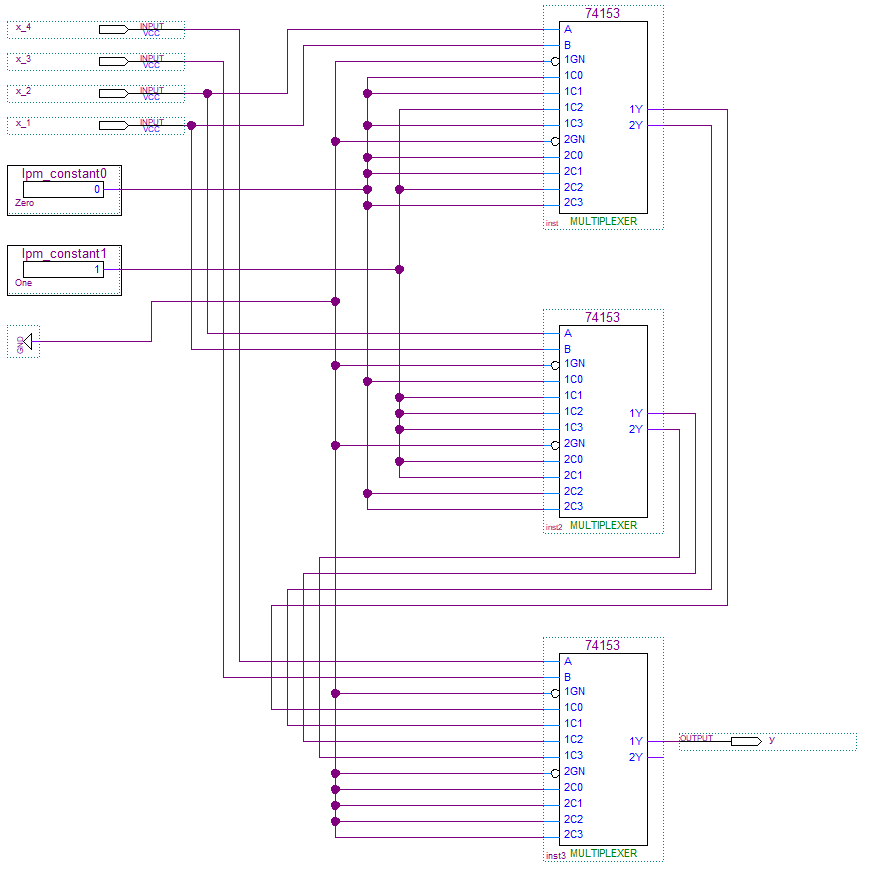 x_4 INPUT
VCC
x_3 INPUT
VCC
x_2 INPUT
VCC
x_1 INPUT
VCC
lpm_constant0
0
Zero
lpm_constant1
1
One
GND
74153
A
B
1GN
1C0
1C1
1C2 1Y
1C3 2Y
2GN
2C0
2C1
2C2
2C3
inst MULTIPLEXER
74153
A
B
1GN
1C0
1C1
1C2 1Y
1C3 2Y
2GN
2C0
2C1
2C2
2C3
inst2 MULTIPLEXER
74153
A
B
1GN
1C0
1C1
1C2 1Y
1C3 2Y
2GN
2C0
2C1
2C2
2C3
inst3 MULTIPLEXER
OUTPUT y